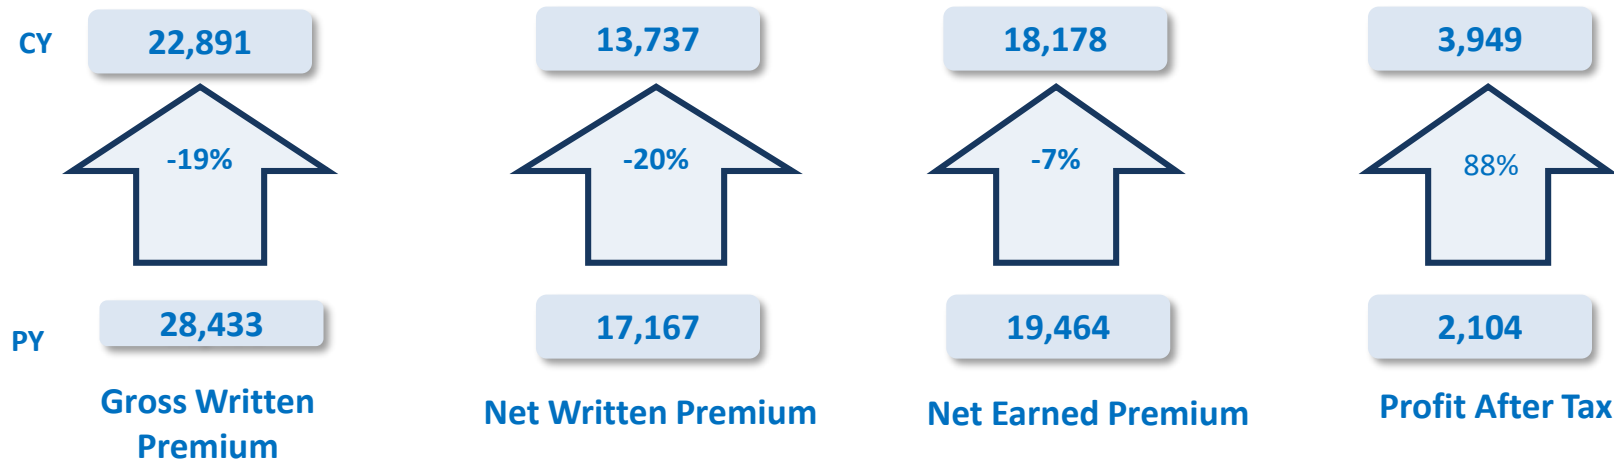 CY
22,891
13,737
18,178
3,949
-19%
-20%
-7%
88%
PY
28,433
17,167
19,464
2,104
Gross Written
Premium
Net Written Premium
Net Earned Premium
Profit After Tax